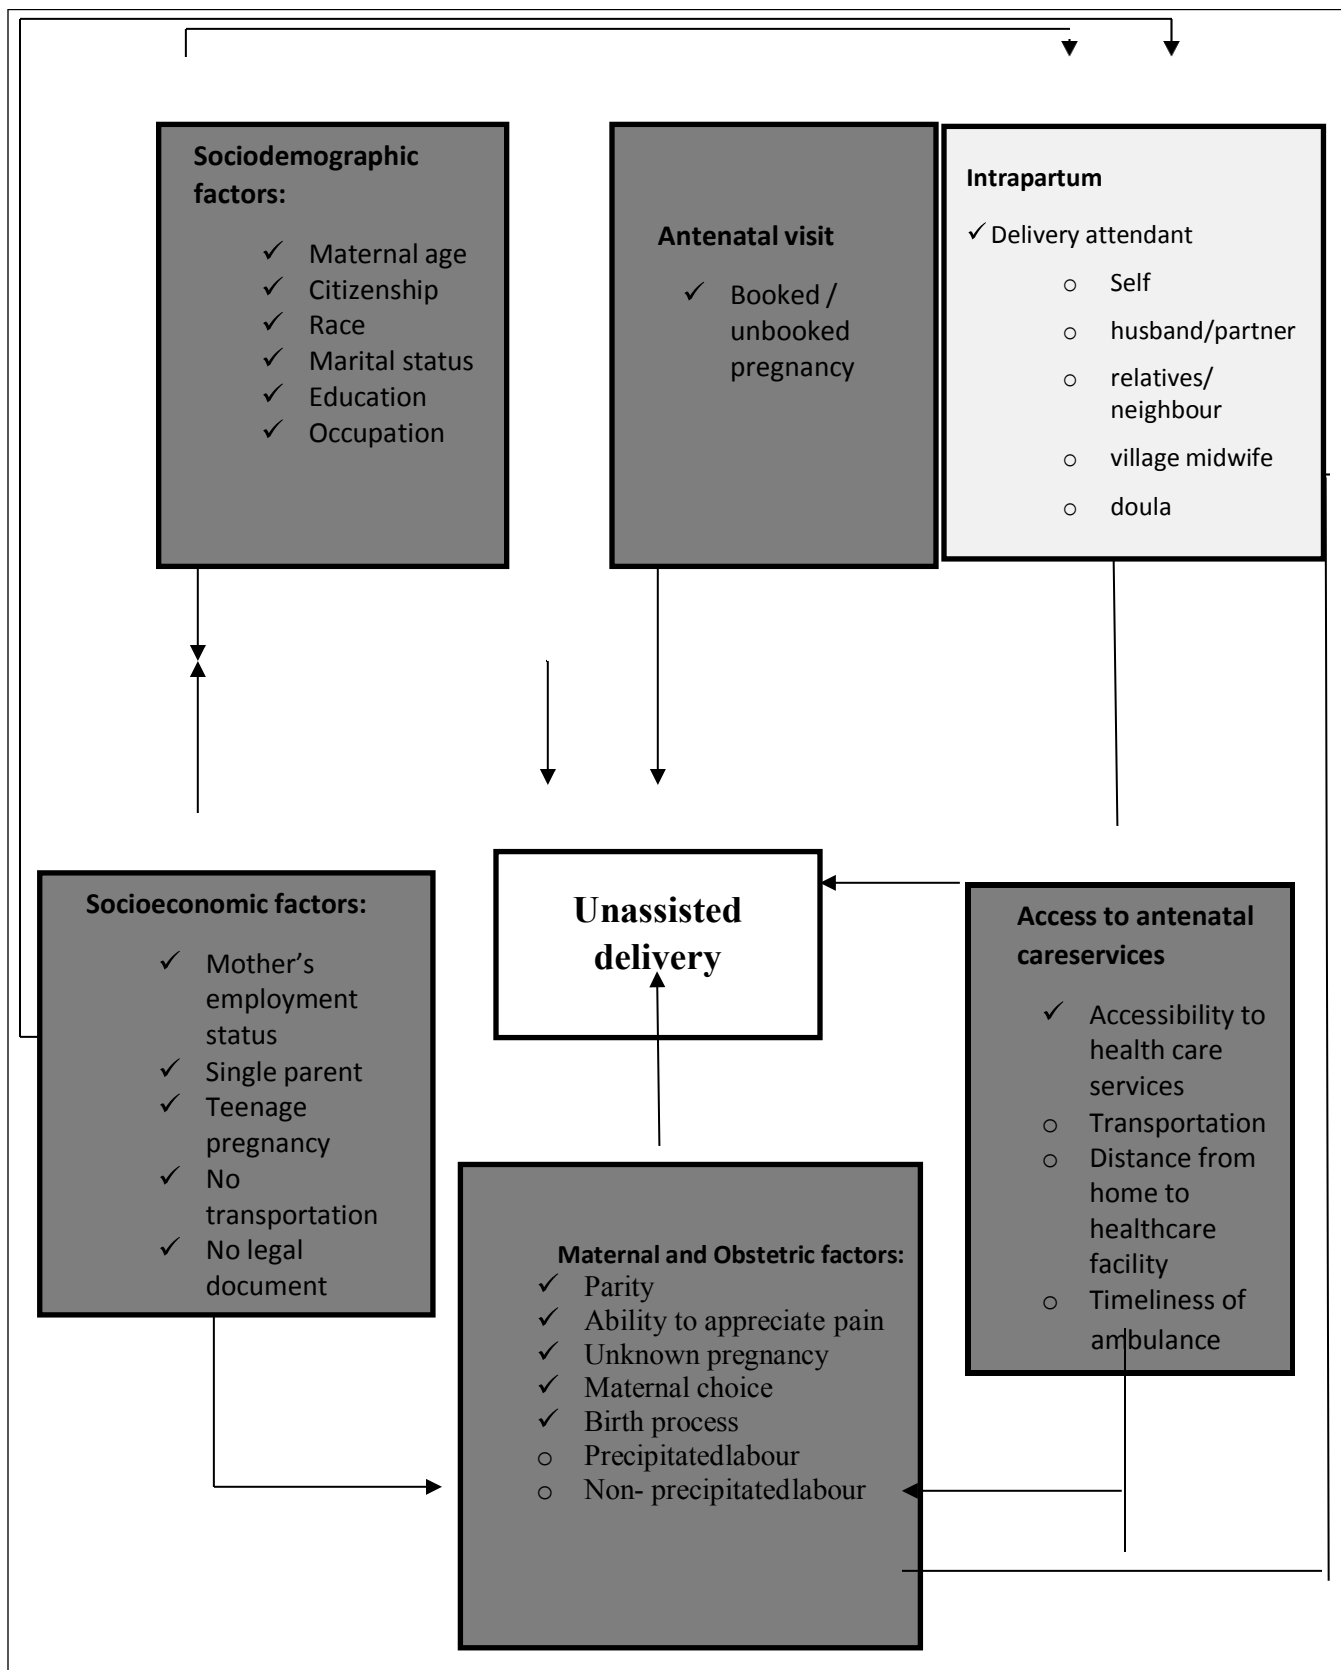 Sociodemographic
factors:
✓ Maternal age
✓ Citizenship
✓ Race
✓ Marital status
✓ Education
✓ Occupation
Antenatal visit
✓ Booked /
unbooked
pregnancy
Intrapartum
✓ Delivery attendant
o Self
o husband/partner
o relatives/
neighbour
o village midwife
o doula
Socioeconomic factors:
✓ Mother’s
employment
status
✓ Single parent
✓ Teenage
pregnancy
✓ No
transportation
✓ No legal
document
Unassisted
delivery
Access to antenatal
careservices
✓ Accessibility to
health care
services
o Transportation
o Distance from
home to
healthcare
facility
o Timeliness of
ambulance
Maternal and Obstetric factors:
✓ Parity
✓ Ability to appreciate pain
✓ Unknown pregnancy
✓ Maternal choice
✓ Birth process
o Precipitatedlabour
o Non- precipitatedlabour